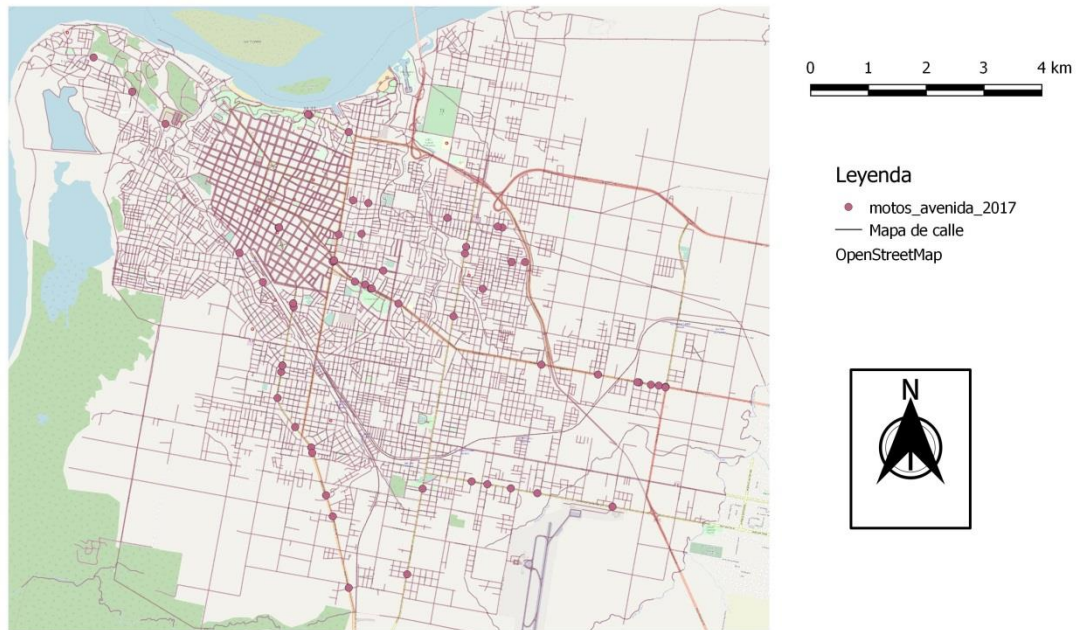 0 1 2 3 4 km
Leyenda
motos_avenida_2017
Mapa de calle
OpenStreetMap
N